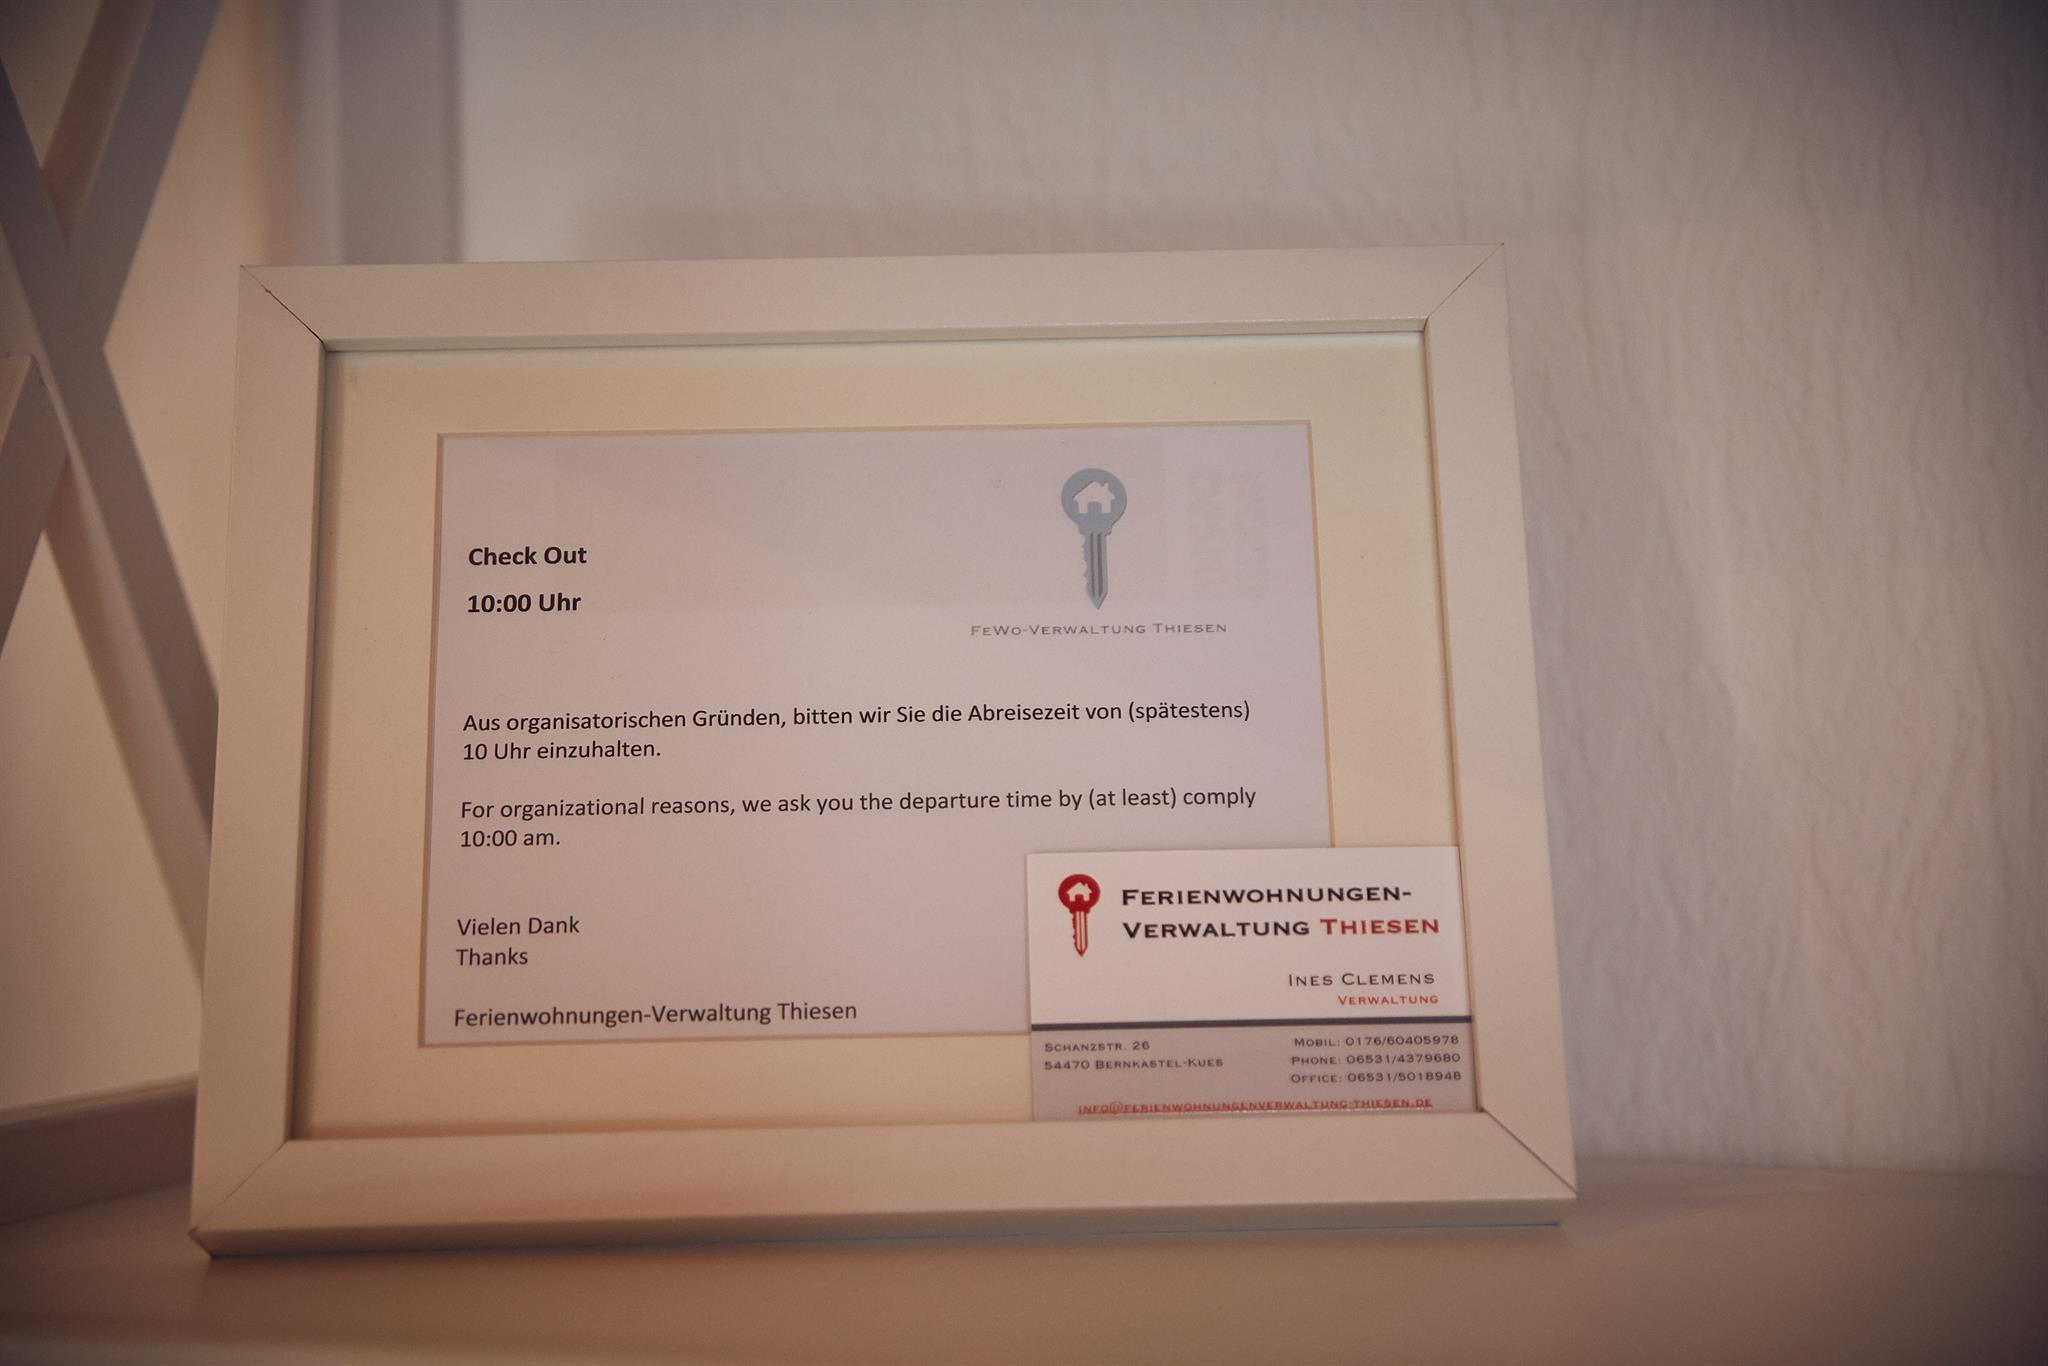 Check Out
10:00 Uhr
FeWo-Verwaltung Thiesen
Aus organisatorischen Gründen, bitten wir Sie die Abreisezeit von (spätestens)
10 Uhr einzuhalten.
For organizational reasons, we ask you the departure time by (at least) comply
10:00 am.
Vielen Dank
Thanks
Ferienwohnungen-Verwaltung Thiesen
Ferienwohnungen-
Verwaltung Thiesen
Ines Clemens
Verwaltung
Schanzstr. 26
54470 Bernkastel-Kues
Mobil: 0176/60405978
Phone: 06531/4379680
Office: 06531/5018948
info@ferienwohnungenverwaltung-thiesen.de